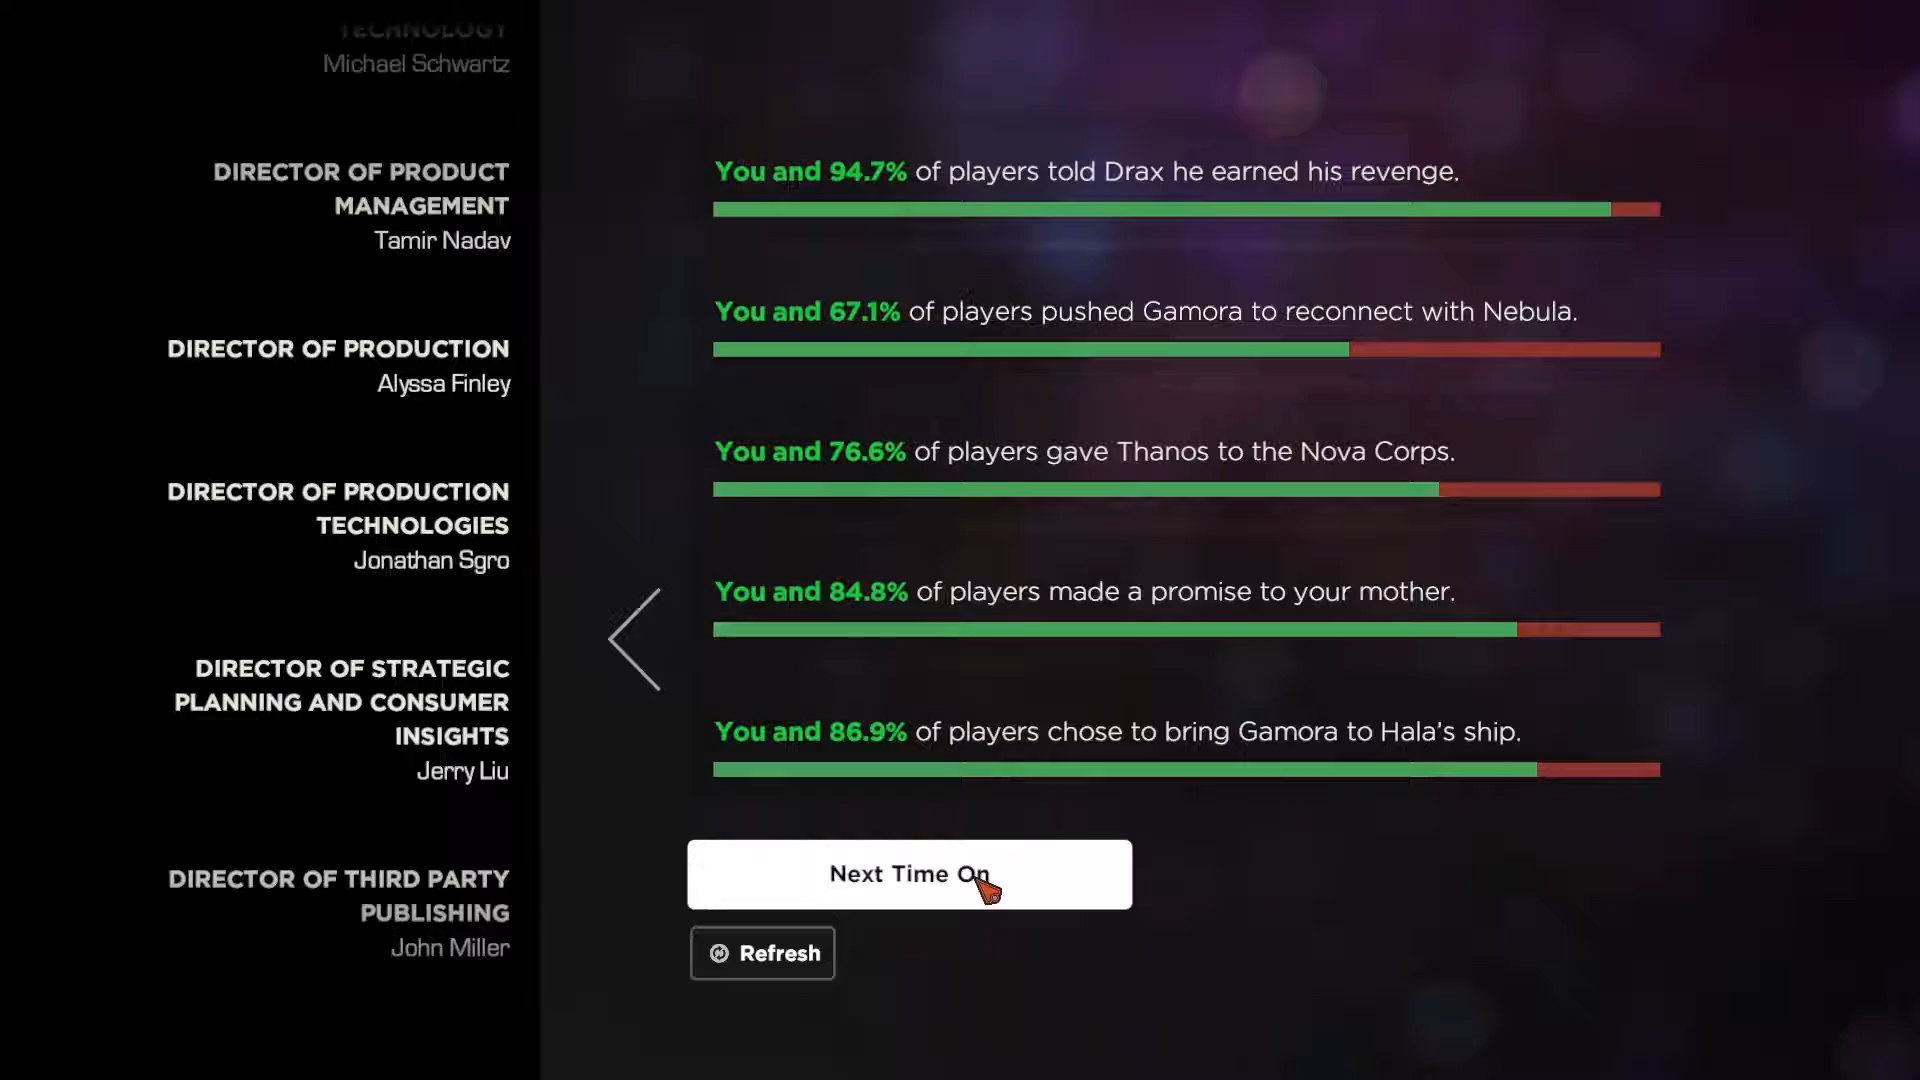 TECHNOLOGY
Michael Schwartz
DIRECTOR OF PRODUCT
MANAGEMENT
Tamir Nadav
DIRECTOR OF PRODUCTION
Alyssa Finley
DIRECTOR OF PRODUCTION
TECHNOLOGIES
Jonathan Sgro
DIRECTOR OF STRATEGIC
PLANNING AND CONSUMER
INSIGHTS
Jerry Liu
DIRECTOR OF THIRD PARTY
PUBLISHING
John Miller
You and 94.7% of players told Drax he earned his revenge.
You and 67.1% of players pushed Gamora to reconnect with Nebula.
You and 76.6% of players gave Thanos to the Nova Corps.
You and 84.8% of players made a promise to your mother.
You and 86.9% of players chose to bring Gamora to Hala’s ship.
Next Time On
Refresh